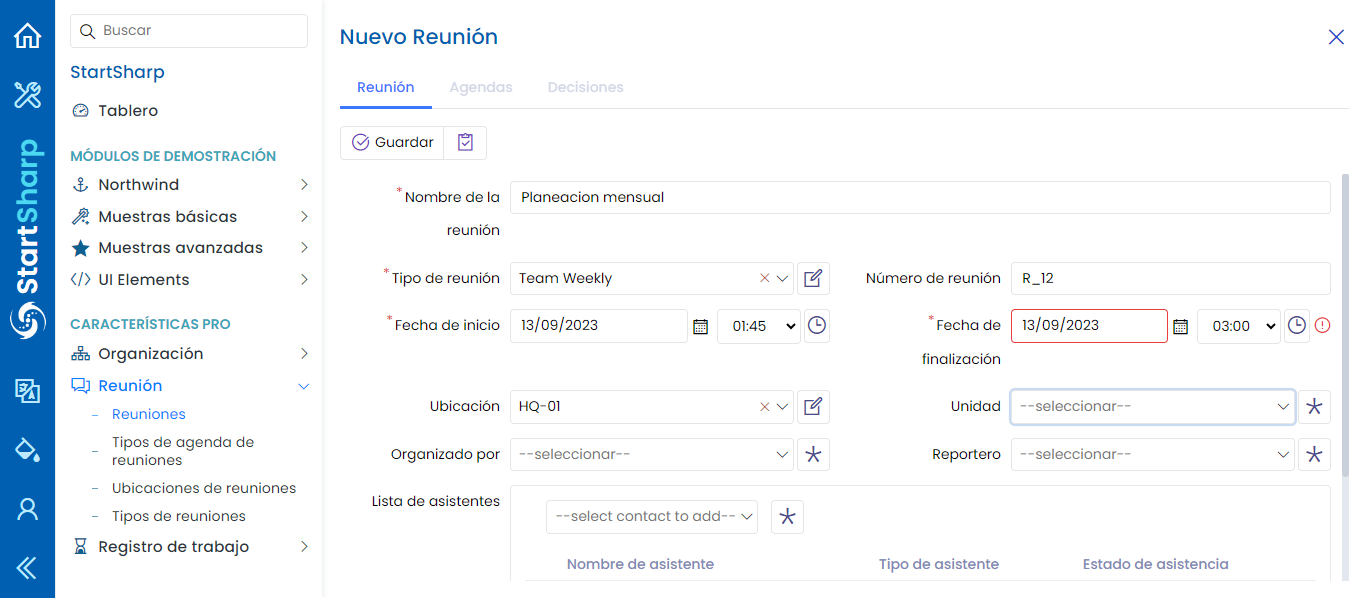 Buscar
StartSharp
Tablero
MÓDULOS DE DEMOSTRACIÓN
Northwind
Muestras básicas
Muestras avanzadas
UI Elements
CARACTERÍSTICAS PRO
Organización
Reunión
Reuniones
Tipos de agenda de
reuniones
Ubicaciones de reuniones
Tipos de reuniones
Registro de trabajo
StartSharp
Nuevo Reunión
Reunión Agendas Decisiones
Guardar
*Nombre de la
reunión
Planeacion mensual
*Tipo de reunión Team Weekly Número de reunión R_12
*Fecha de inicio 13/09/2023 01:45 *Fecha de
finalización
13/09/2023 03:00
Ubicación HQ-01 Unidad --seleccionar--
Organizado por --seleccionar-- Reportero --seleccionar--
Lista de asistentes
--select contact to add--
Nombre de asistente Tipo de asistente Estado de asistencia